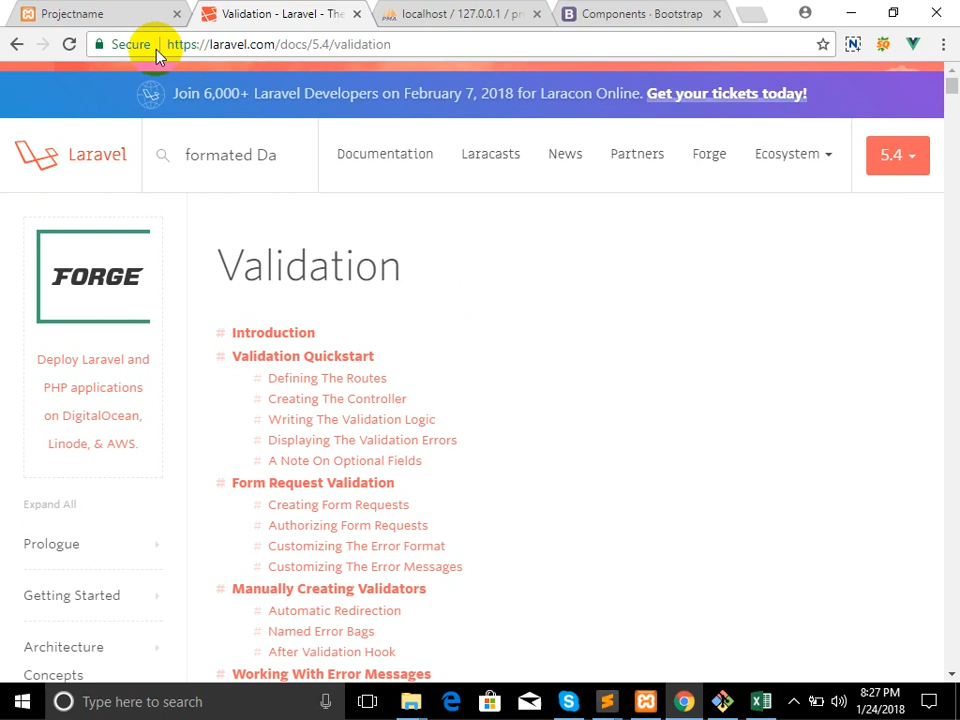 Projectname
Validation - Laravel - The
localhost / 127.0.0.1 / pr
Components · Bootstrap
Secure
https://laravel.com/docs/5.4/validation
Join 6,000+ Laravel Developers on February 7, 2018 for Laracon Online. Get your tickets today!
Laravel
formated Da
Documentation
Laracasts
News
Partners
Forge
Ecosystem
5.4
FORGE
Deploy Laravel and
PHP applications
on DigitalOcean,
Linode, & AWS.
Expand All
Prologue
Getting Started
Architecture
Concepts
Validation
# Introduction
# Validation Quickstart
# Defining The Routes
# Creating The Controller
# Writing The Validation Logic
# Displaying The Validation Errors
# A Note On Optional Fields
# Form Request Validation
# Creating Form Requests
# Authorizing Form Requests
# Customizing The Error Format
# Customizing The Error Messages
# Manually Creating Validators
# Automatic Redirection
# Named Error Bags
# After Validation Hook
# Working With Error Messages
Type here to search
8:27 PM
1/24/2018